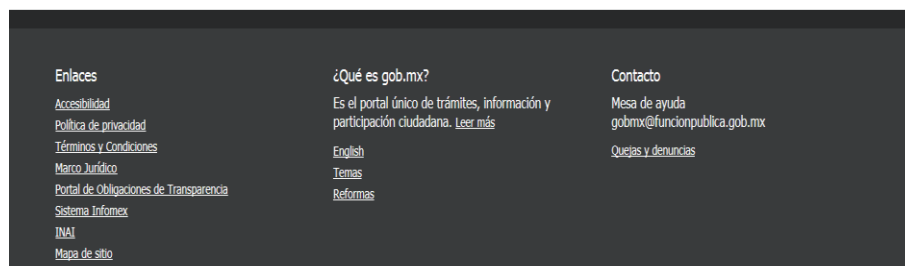 Enlaces
Accesibilidad
Política de privacidad
Términos y Condiciones
Marco Jurídico
Portal de Obligaciones de Transparencia
Sistema Infomex
INAI
Mapa de sitio
¿Qué es gob.mx?
Es el portal único de trámites, información y
participación ciudadana. Leer más
English
Temas
Reformas
Contacto
Mesa de ayuda
gobmx@funcionpublica.gob.mx
Quejas y denuncias